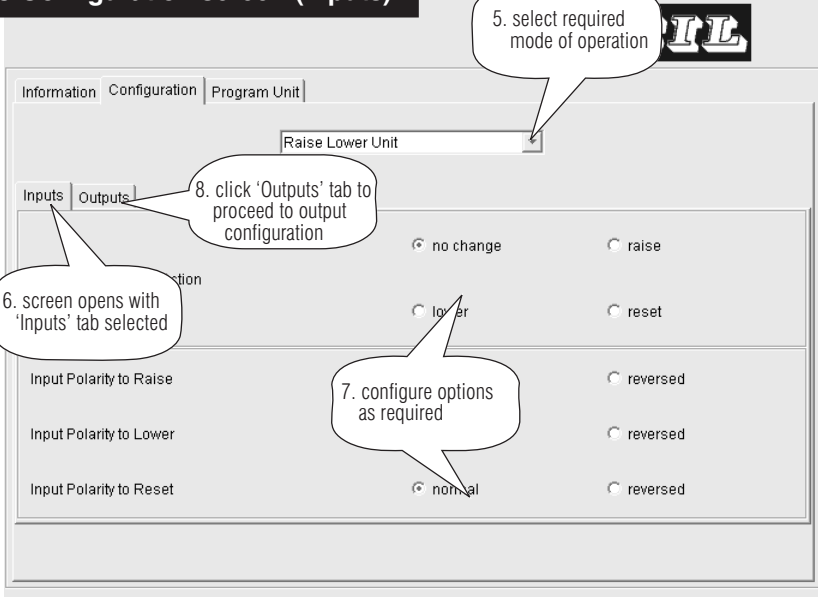 Configuration Screen (Inputs)
5. select required
mode of operation
Information Configuration Program Unit
Raise Lower Unit
Inputs Outputs
8. click ‘Outputs’ tab to
proceed to output
configuration
no change raise
6. screen opens with
‘Inputs’ tab selected
lower reset
Input Polarity to Raise reversed
7. configure options
as required
Input Polarity to Lower reversed
Input Polarity to Reset normal reversed